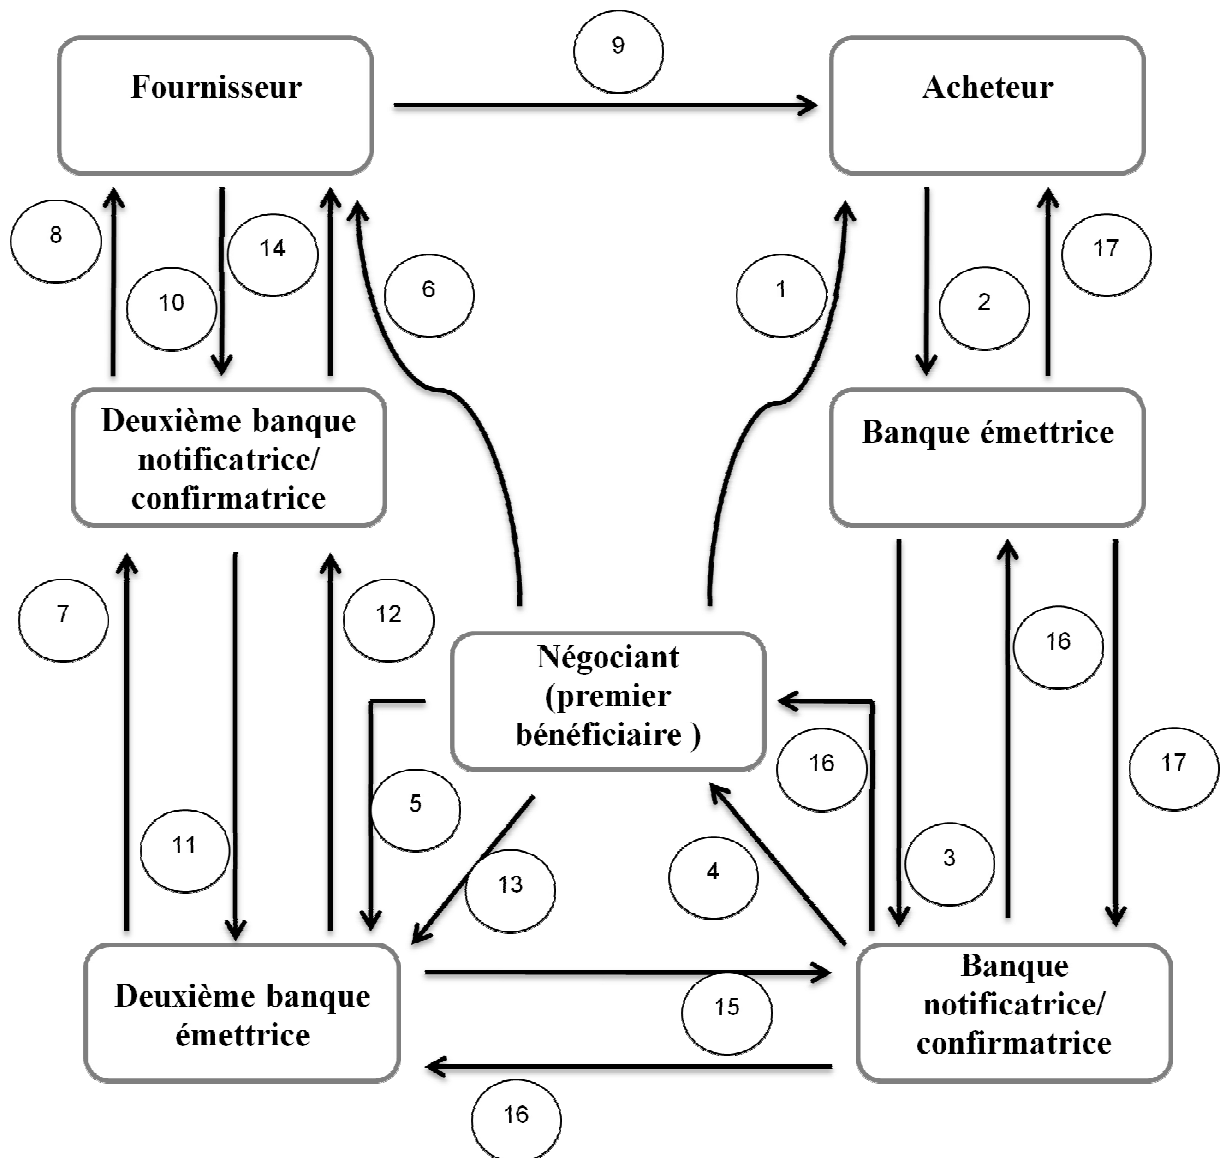 9
Fournisseur
Acheteur
8
10
14
6
1
2
17
Deuxième banque
notificatrice/
confirmatrice
Banque émettrice
7
12
16
Négociant
(premier
bénéficiaire )
16
17
11
5
13
4
3
Deuxième banque
émettrice
15
Banque
notificatrice/
confirmatrice
16